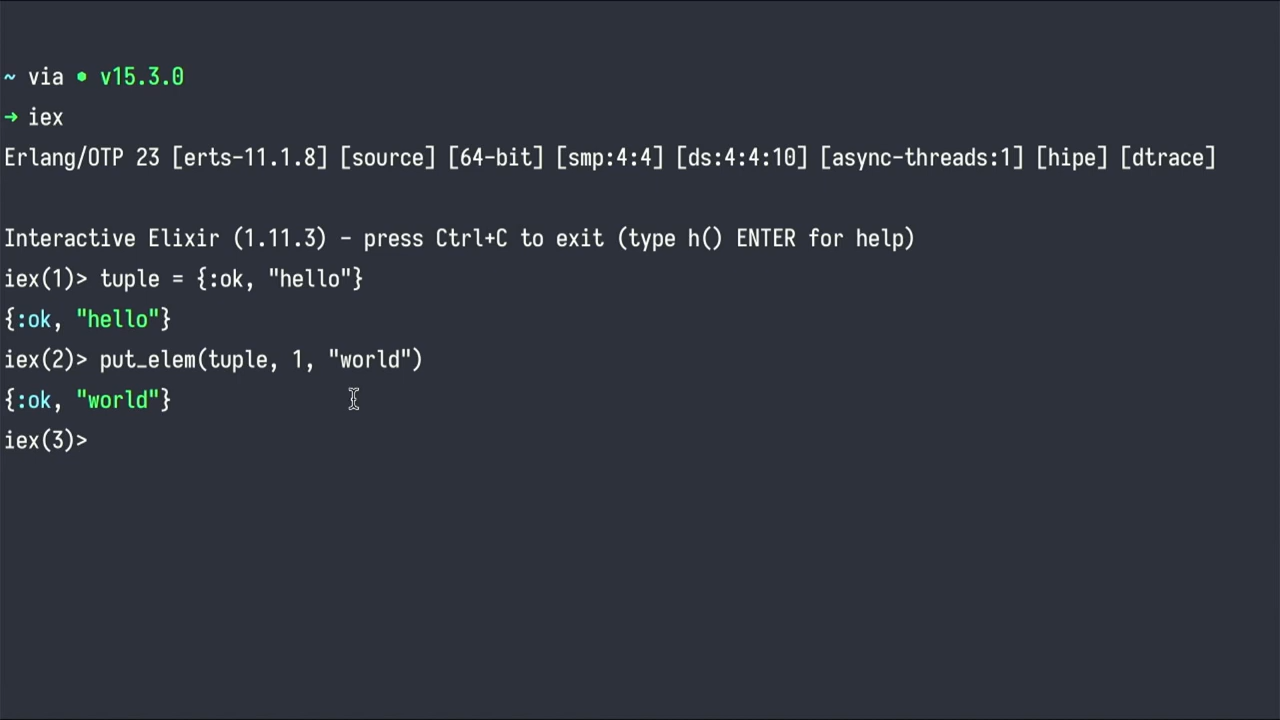 ~ via • v15.3.0
➜ iex
Erlang/OTP 23 [erts-11.1.8] [source] [64-bit] [smp:4:4] [ds:4:4:10] [async-threads:1] [hipe] [dtrace]
Interactive Elixir (1.11.3) - press Ctrl+C to exit (type h() ENTER for help)
iex(1)> tuple = {:ok, "hello"}
{:ok, "hello"}
iex(2)> put_elem(tuple, 1, "world")
{:ok, "world"}
iex(3)>